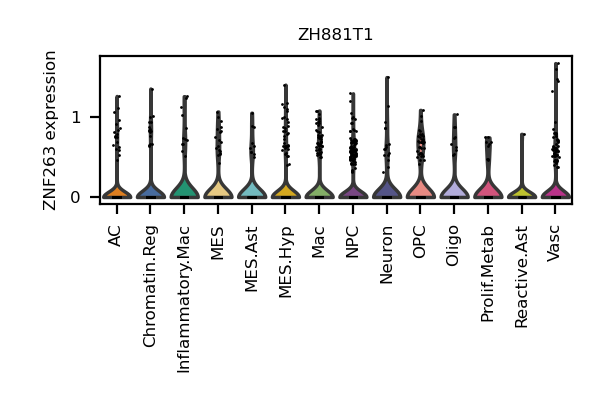 ZH881T1
ZNF263 expression
1
0
AC
Chromatin.Reg
Inflammatory.Mac
MES
MES.Ast
MES.Hyp
Mac
NPC
Neuron
OPC
Oligo
Prolif.Metab
Reactive.Ast
Vasc